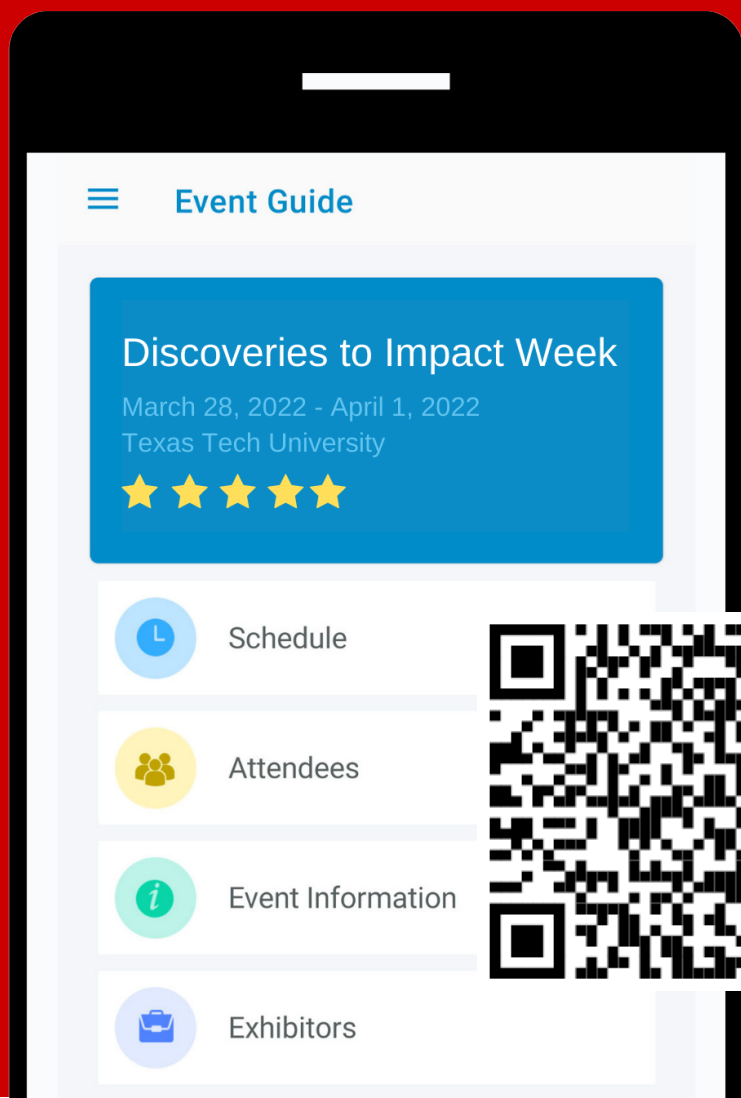 Event Guide
Discoveries to Impact Week
March 28, 2022 - April 1, 2022
Texas Tech University
Schedule
Attendees
Event Information
Exhibitors